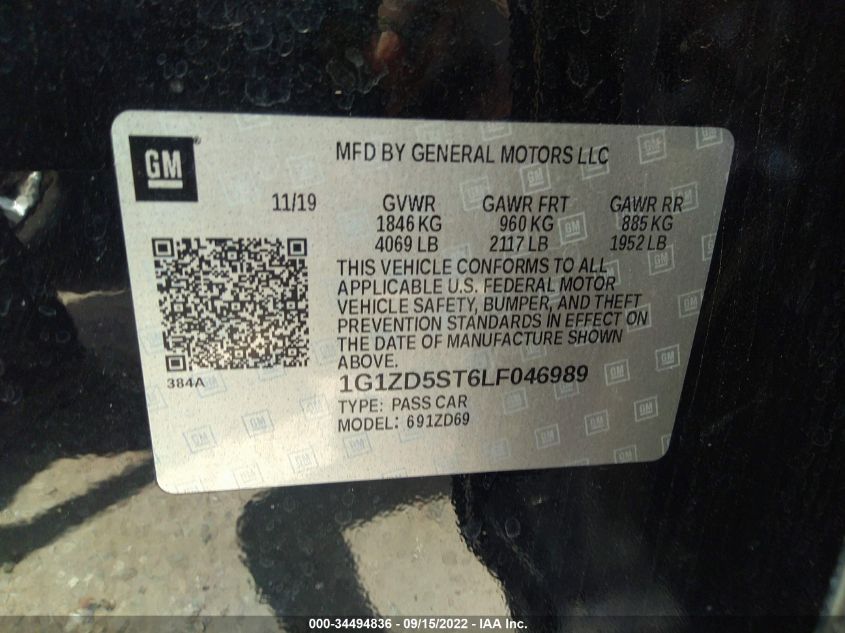 GM
MFD BY GENERAL MOTORS LLC
11/19
GVWR GAWR FRT GAWR RR
1846 KG 960 KG 885 KG
4069 LB 2117 LB 1952 LB
THIS VEHICLE CONFORMS TO ALL
APPLICABLE U.S. FEDERAL MOTOR
VEHICLE SAFETY, BUMPER, AND THEFT
PREVENTION STANDARDS IN EFFECT ON
THE DATE OF MANUFACTURE SHOWN
ABOVE.
384A
1G1ZD5ST6LF046989
TYPE: PASS CAR
MODEL: 691ZD69
000-34494836 - 09/15/2022 - IAA Inc.